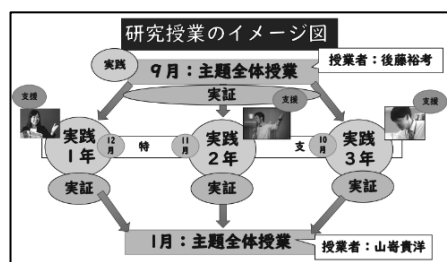 研究授業のイメージ図
実践
9月:主題全体授業
授業者:後藤裕考
実証
支援
支援
支援
実践
1年
12月
特
11月
実践
2年
支
10月
実践
3年
実証
実証
実証
1月:主題全体授業
授業者:山嵜貴洋